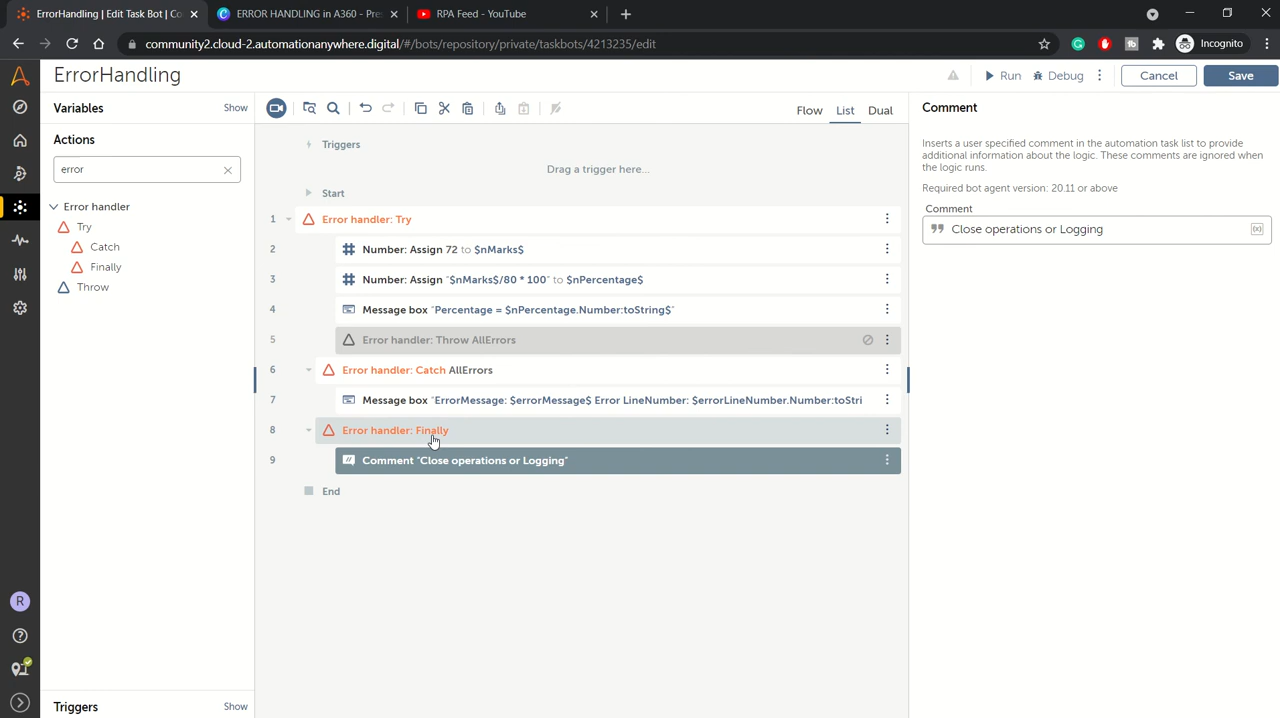 ErrorHandling | Edit Task Bot | Co
ERROR HANDLING in A360 - Pre
RPA Feed - YouTube
community2.cloud-2.automationanywhere.digital/#/bots/repository/private/taskbots/4213235/edit
Incognito
ErrorHandling
Run
Debug
Cancel
Save
Variables
Show
Flow
List
Dual
Comment
Actions
error
Inserts a user specified comment in the automation task list to provide
additional information about the logic. These comments are ignored when
the logic runs.
Required bot agent version: 20.11 or above
Comment
Close operations or Logging
Error handler
Try
Catch
Finally
Throw
Triggers
Drag a trigger here...
Start
1 Error handler: Try
2 Number: Assign 72 to $nMarks$
3 Number: Assign "$nMarks$/80 * 100" to $nPercentage$
4 Message box "Percentage = $nPercentage.Number:toString$"
5 Error handler: Throw AllErrors
6 Error handler: Catch AllErrors
7 Message box "ErrorMessage: $errorMessage$ Error LineNumber: $errorLineNumber.Number:toStri
8 Error handler: Finally
9 Comment "Close operations or Logging"
End
R
Triggers
Show